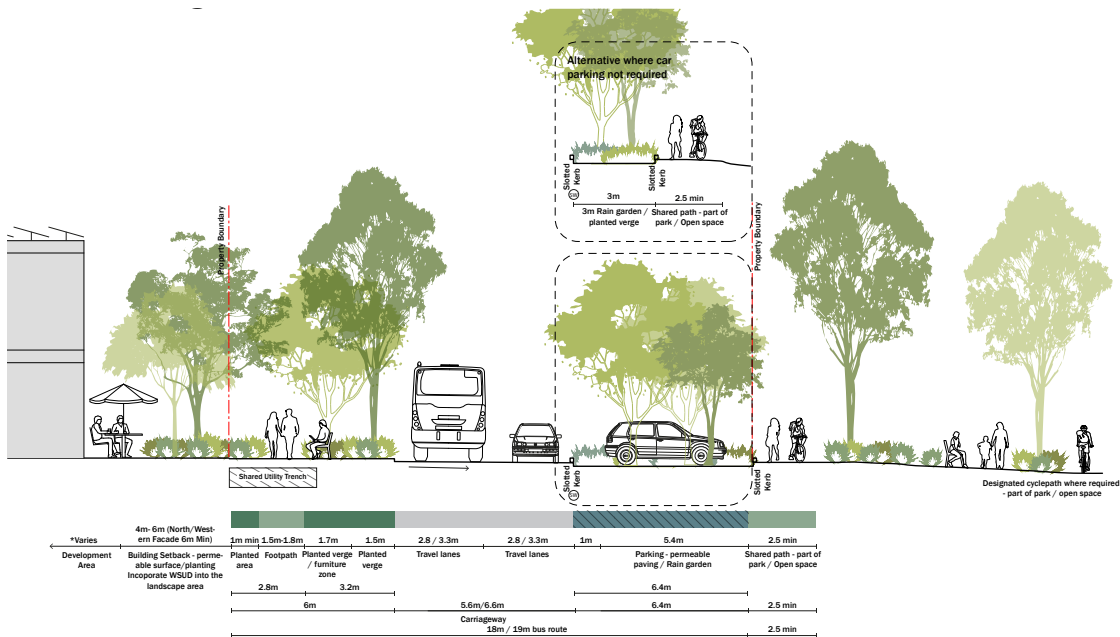 Alternative where car
parking not required
Slotted
Kerb
SW
Slotted
Kerb
3m
2.5 min
3m Rain garden /
planted verge
Shared path - part of
park / Open space
Property Boundary
Property Boundary
Shared Utility Trench
Slotted
Kerb
SW
Slotted
Kerb
Designated cyclepath where required
- part of park / open space
*Varies
4m- 6m (North/West-
ern Facade 6m Min)
1m min
1.5m-1.8m
1.7m
1.5m
2.8 / 3.3m
2.8 / 3.3m
1m
5.4m
2.5 min
Development
Area
Building Setback - perme-
able surface/planting
Incoporate WSUD into the
landscape area
Planted
area
Footpath
Planted verge
/ furniture
zone
Planted
verge
Travel lanes
Travel lanes
Parking - permeable
paving / Rain garden
Shared path - part of
park / Open space
2.8m
3.2m
6.4m
6m
5.6m/6.6m
6.4m
2.5 min
Carriageway
18m / 19m bus route
2.5 min